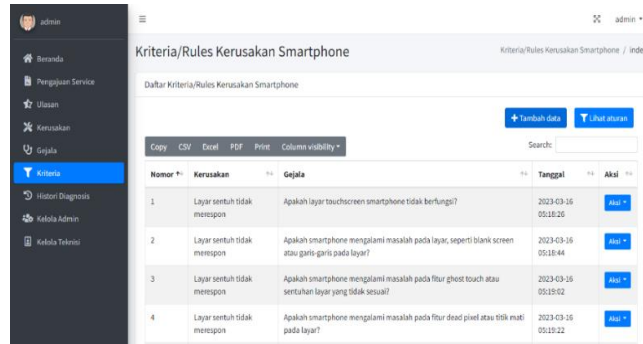 admin
admin
Beranda
Pengajuan Service
Ulasan
Kerusakan
Gejala
Kriteria
Histori Diagnosis
Kelola Admin
Kelola Teknisi
Kriteria/Rules Kerusakan Smartphone
Kriteria/Rules Kerusakan Smartphone / inde
Daftar Kriteria/Rules Kerusakan Smartphone
Tambah data
Lihat aturan
Copy CSV Excel PDF Print Column visibility
Search:
Nomor Kerusakan Gejala Tanggal Aksi
1 Layar sentuh tidak Apakah layar touchscreen smartphone tidak berfungsi? 2023-03-16 Aksi
merespon 05:18:26
2 Layar sentuh tidak Apakah smartphone mengalami masalah pada layar, seperti blank screen 2023-03-16 Aksi
merespon atau garis-garis pada layar? 05:18:44
3 Layar sentuh tidak Apakah smartphone mengalami masalah pada fitur ghost touch atau 2023-03-16 Aksi
merespon sentuhan layar yang tidak sesuai? 05:19:02
4 Layar sentuh tidak Apakah smartphone mengalami masalah pada fitur dead pixel atau titik mati 2023-03-16 Aksi
merespon pada layar? 05:19:22